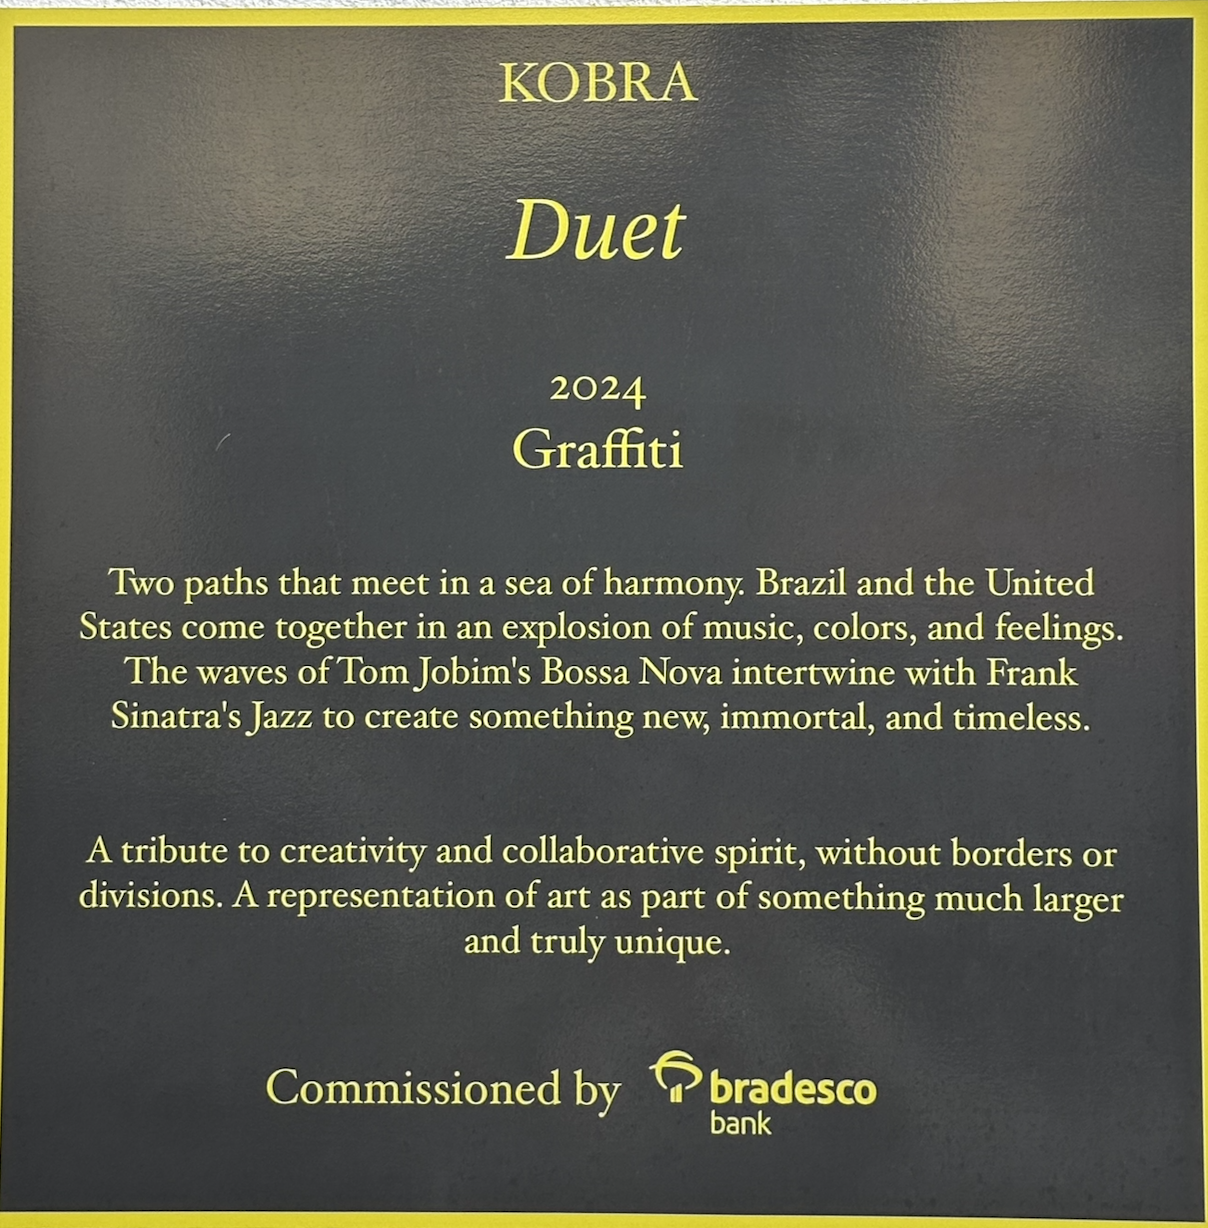 KOBRA
Duet
2024
Graffiti
Two paths that meet in a sea of harmony. Brazil and the United
States come together in an explosion of music, colors, and feelings.
The waves of Tom Jobim's Bossa Nova intertwine with Frank
Sinatra's Jazz to create something new, immortal, and timeless.
A tribute to creativity and collaborative spirit, without borders or
divisions. A representation of art as part of something much larger
and truly unique.
Commissioned by bradesco
bank